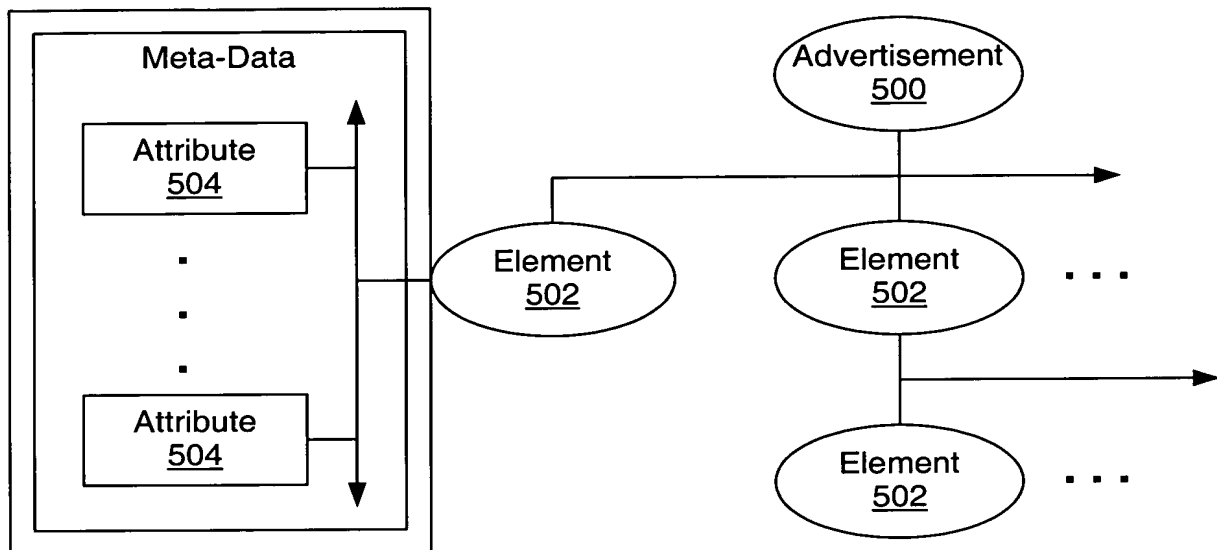 Meta-Data
Attribute
504
Attribute
504
Advertisement
500
Element
502
Element
502
Element
502